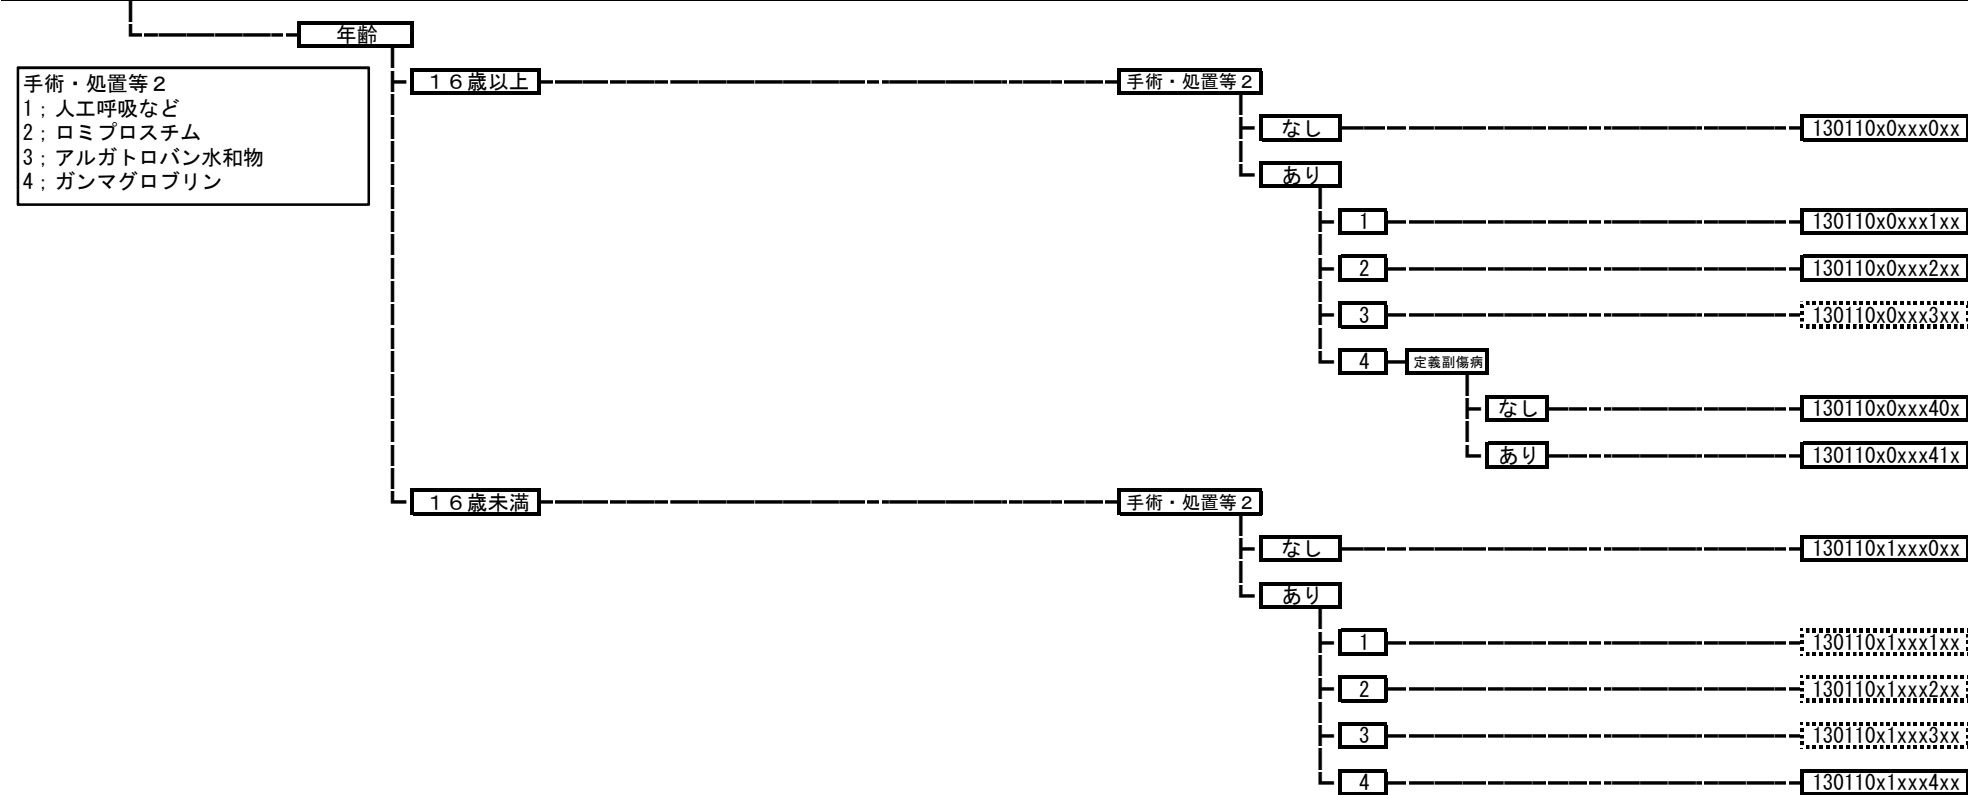 年齢
手術・処置等２
1；人工呼吸など
2；ロミプロスチム
3；アルガトロバン水和物
4；ガンマグロブリン
１６歳以上
手術・処置等２
なし
130110x0xxx0xx
あり
1
130110x0xxx1xx
2
130110x0xxx2xx
3
130110x0xxx3xx
4
定義副傷病
なし
130110x0xxx40x
あり
130110x0xxx41x
１６歳未満
手術・処置等２
なし
130110x1xxx0xx
あり
1
130110x1xxx1xx
2
130110x1xxx2xx
3
130110x1xxx3xx
4
130110x1xxx4xx